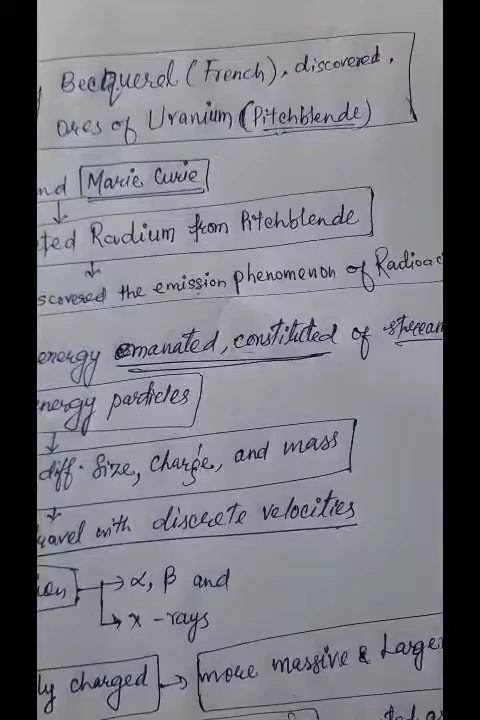 Becquerel (French), discovered,
ores of Uranium (Pitchblende)
nd Marie Curie
ted Radium from Pitchblende
scovered the emission phenomenon of Radioac
energy emanated, constituted of stream
nergy particles
diff. Size, Charge, and mass
ravel with discrete velocities
ion → α, β and
→ x-rays
ly charged → more massive & Large